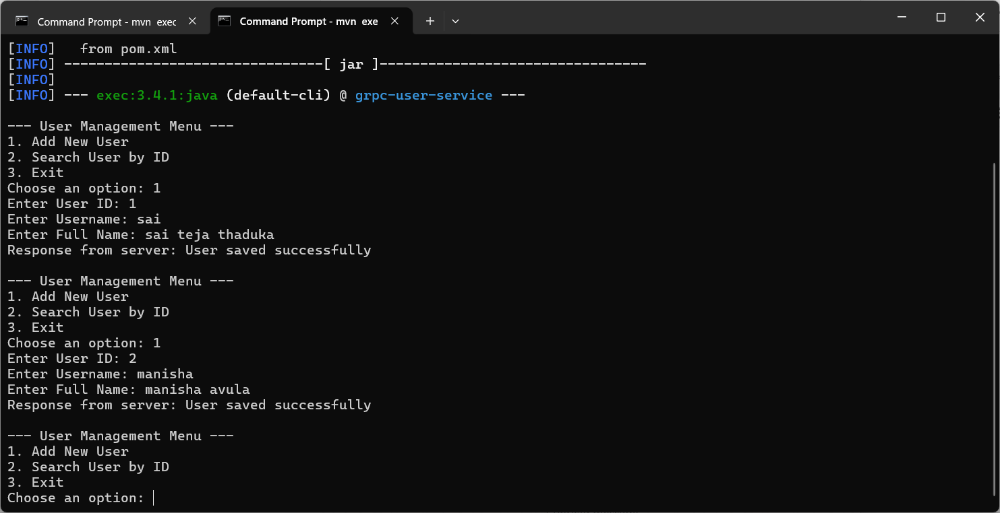 Command Prompt - mvn exec
Command Prompt - mvn exe
[INFO]   from pom.xml
[INFO] --------------------------------[ jar ]---------------------------------
[INFO]
[INFO] --- exec:3.4.1:java (default-cli) @ grpc-user-service ---
--- User Management Menu ---
1. Add New User
2. Search User by ID
3. Exit
Choose an option: 1
Enter User ID: 1
Enter Username: sai
Enter Full Name: sai teja thaduka
Response from server: User saved successfully
--- User Management Menu ---
1. Add New User
2. Search User by ID
3. Exit
Choose an option: 1
Enter User ID: 2
Enter Username: manisha
Enter Full Name: manisha avula
Response from server: User saved successfully
--- User Management Menu ---
1. Add New User
2. Search User by ID
3. Exit
Choose an option: